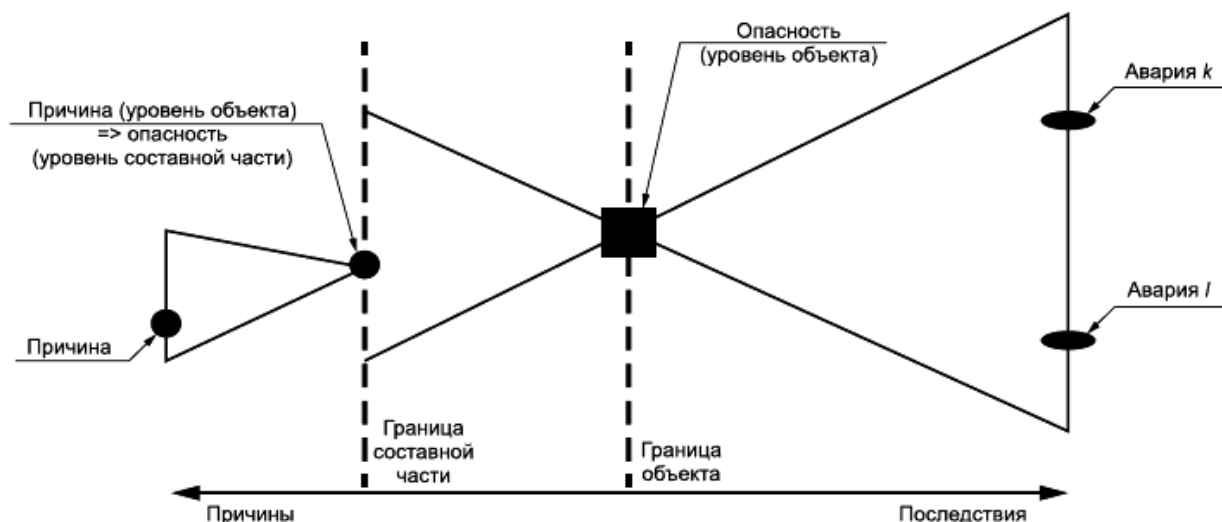 Опасность
(уровень объекта)
Авария k
Причина (уровень объекта)
=> опасность
(уровень составной части)
Авария l
Причина
Граница
составной
части
Граница
объекта
Причины
Последствия